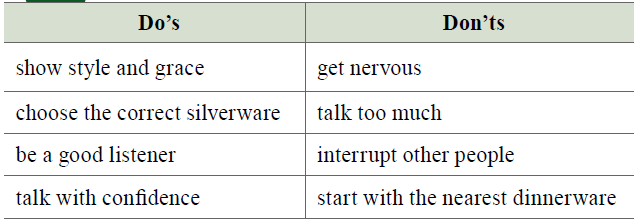 Do’s Don’ts
show style and grace get nervous
choose the correct silverware talk too much
be a good listener interrupt other people
talk with confidence start with the nearest dinnerware